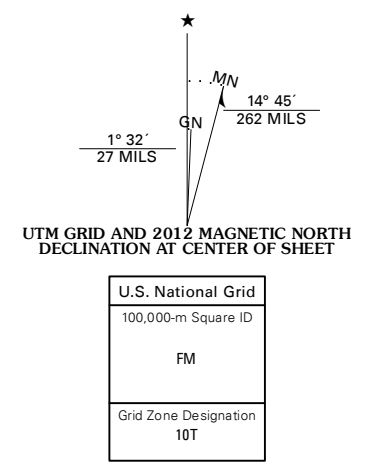 ★
MN
GN
14° 45´
262 MILS
1° 32´
27 MILS
UTM GRID AND 2012 MAGNETIC NORTH
DECLINATION AT CENTER OF SHEET
U.S. National Grid
100,000-m Square ID
FM
Grid Zone Designation
10T